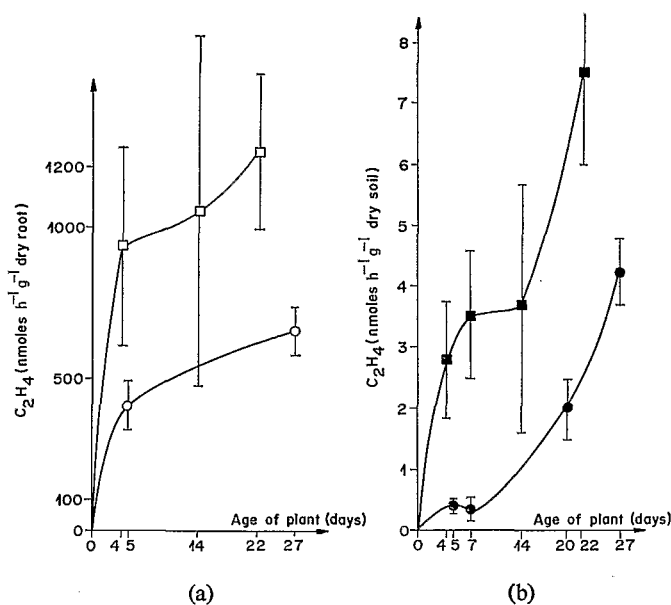 C₂H₄ (nmoles h⁻¹g⁻¹ dry root)
1200
1000
500
100
0
Age of plant (days)
0 4 5 14 22 27
(a)
C₂H₄ (nmoles h⁻¹g⁻¹ dry soil)
8
7
6
5
4
3
2
1
0
Age of plant (days)
0 4 5 7 14 20 22 27
(b)